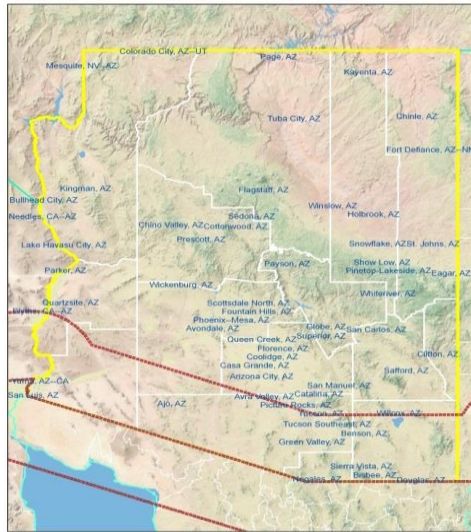 Colorado City, AZ--UT
Page, AZ
Mesquite, NV--AZ
Kayenta, AZ
Tuba City, AZ
Chinle, AZ
Fort Defiance, AZ--NM
Kingman, AZ
Flagstaff, AZ
Bullhead City, AZ
Winslow, AZ
Holbrook, AZ
Needles, CA--AZ
Sedona, AZ
Chino Valley, AZ
Cottonwood, AZ
Prescott, AZ
Lake Havasu City, AZ
Snowflake, AZ
St. Johns, AZ
Parker, AZ
Payson, AZ
Show Low, AZ
Pinetop-Lakeside, AZ
Eagar, AZ
Wickenburg, AZ
Whiteriver, AZ
Quartzsite, AZ
Scottsdale North, AZ
Blythe, CA--AZ
Fountain Hills, AZ
Phoenix--Mesa, AZ
Avondale, AZ
Globe, AZ
San Carlos, AZ
Queen Creek, AZ
Superior, AZ
Florence, AZ
Coolidge, AZ
Clifton, AZ
Casa Grande, AZ
Safford, AZ
Arizona City, AZ
Yuma, AZ--CA
San Manuel, AZ
San Luis, AZ
Catalina, AZ
Ajo, AZ
Avra Valley, AZ
Picture Rocks, AZ
Tucson, AZ
Willcox, AZ
Tucson Southeast, AZ
Benson, AZ
Green Valley, AZ
Sierra Vista, AZ
Bisbee, AZ
Nogales, AZ
Douglas, AZ